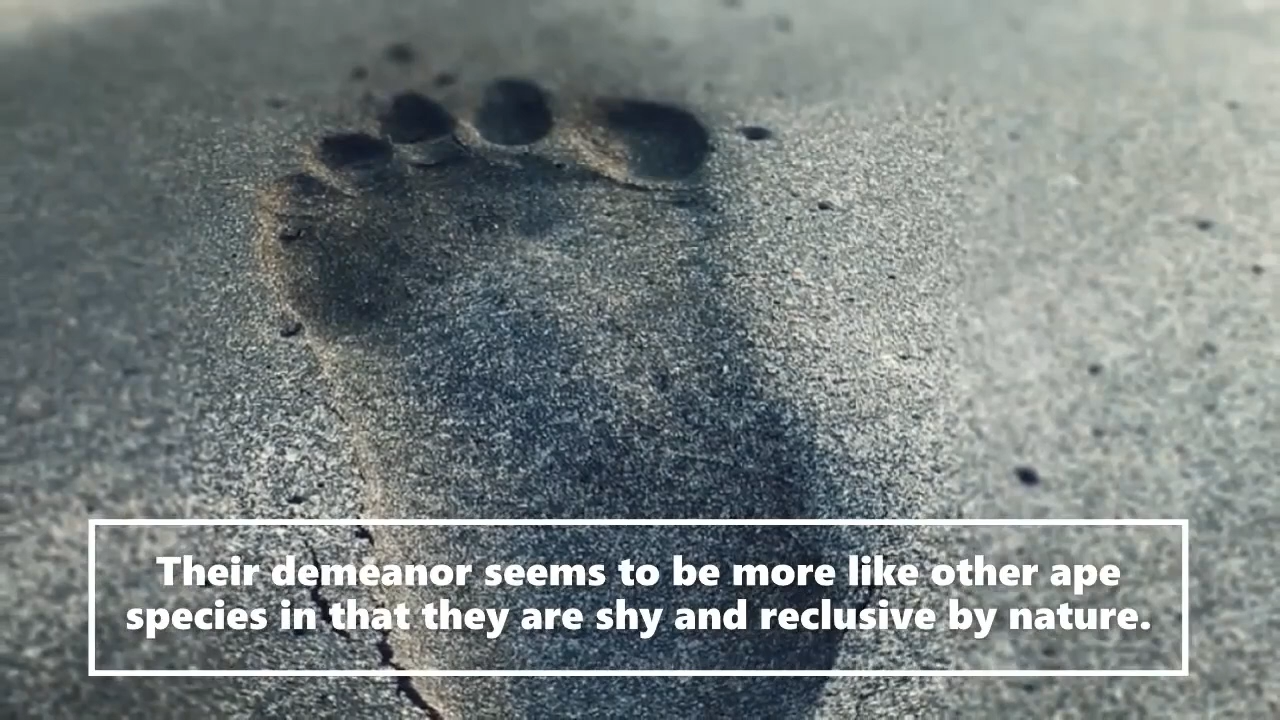 Their demeanor seems to be more like other ape
species in that they are shy and reclusive by nature.